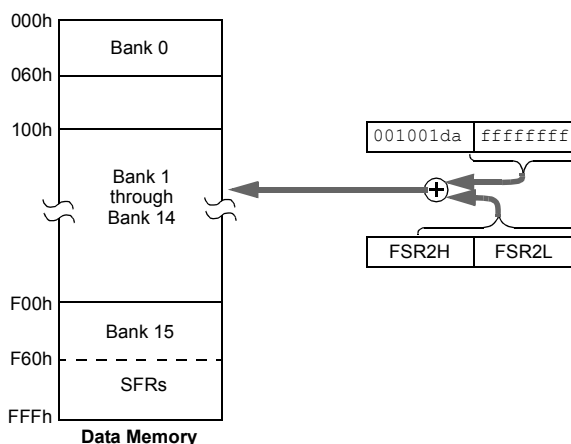 000h
Bank 0
060h
100h
001001da ffffffff
Bank 1
through
Bank 14
FSR2H FSR2L
F00h
Bank 15
F60h
SFRs
FFFh
Data Memory